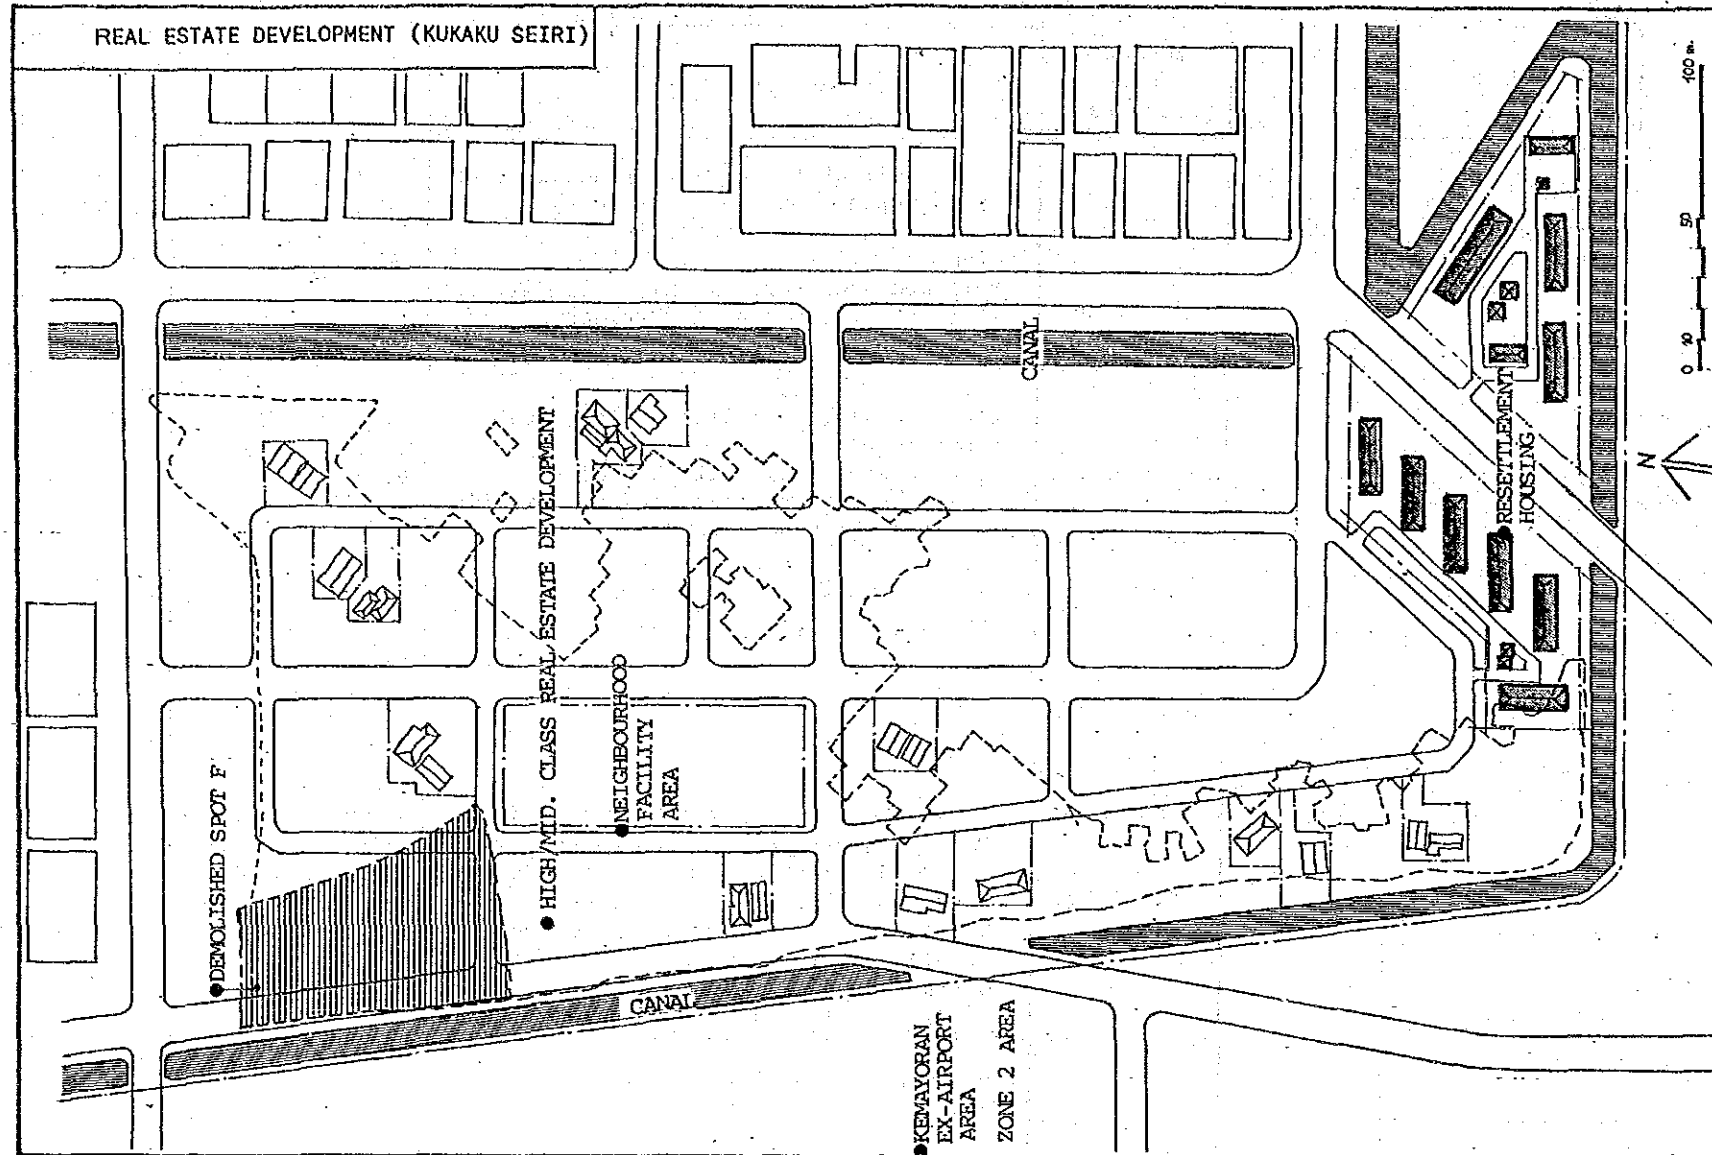 REAL ESTATE DEVELOPMENT (KUKAKU SEIRI)
100 m.
50
10
0
N
CANAL
RESETTLEMENT
HOUSING
HIGH/MID. CLASS REAL ESTATE DEVELOPMENT
NEIGHBOURHOOD
FACILITY
AREA
DEMOLISHED SPOT F
CANAL
KEMAYORAN
EX-AIRPORT
AREA
ZONE 2 AREA